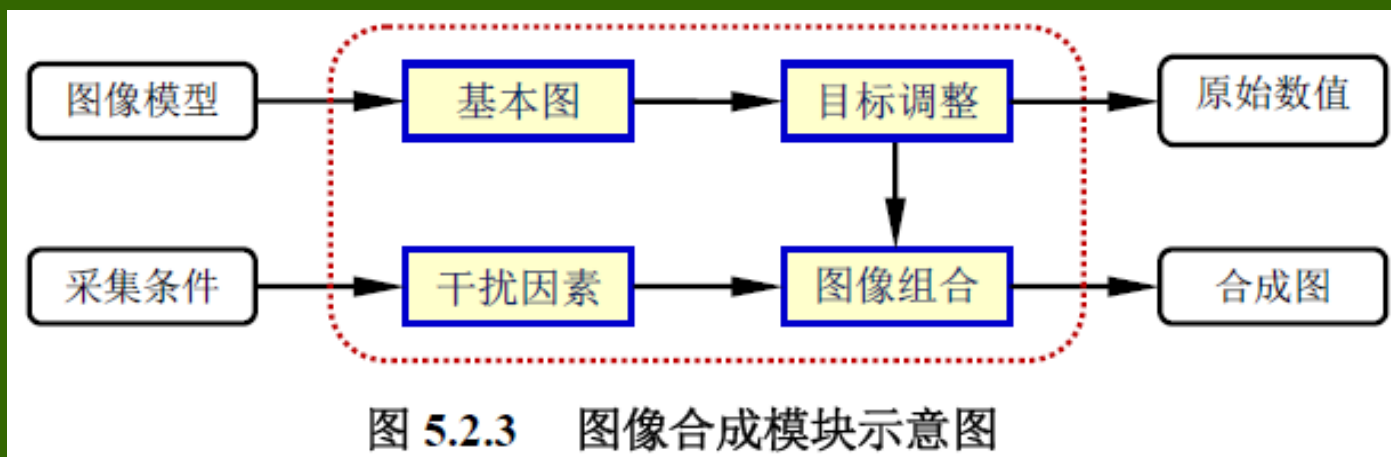 图像模型
基本图
目标调整
原始数值
采集条件
干扰因素
图像组合
合成图
图 5.2.3 图像合成模块示意图